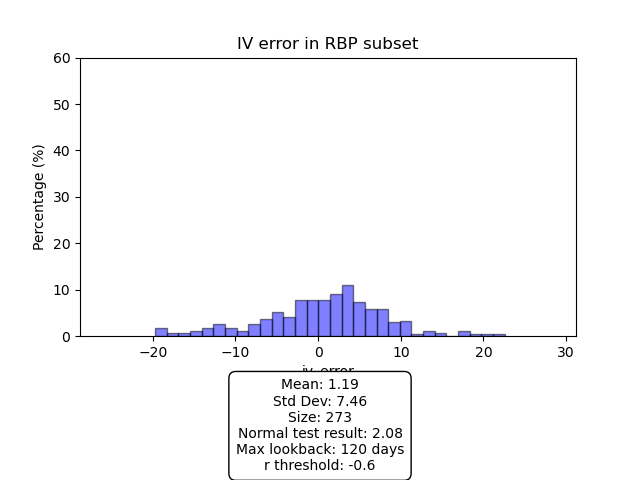 IV error in RBP subset
60
50
40
30
20
10
0
Percentage (%)
−20
−10
0
10
20
30
iv_error
Mean: 1.19
Std Dev: 7.46
Size: 273
Normal test result: 2.08
Max lookback: 120 days
r threshold: -0.6